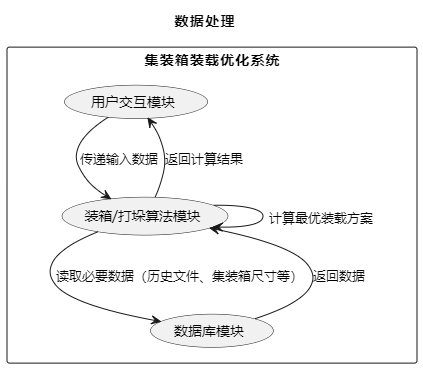 数据处理
集装箱装载优化系统
用户交互模块
传递输入数据 返回计算结果
装箱/打垛算法模块
计算最优装载方案
读取必要数据（历史文件、集装箱尺寸等） 返回数据
数据库模块